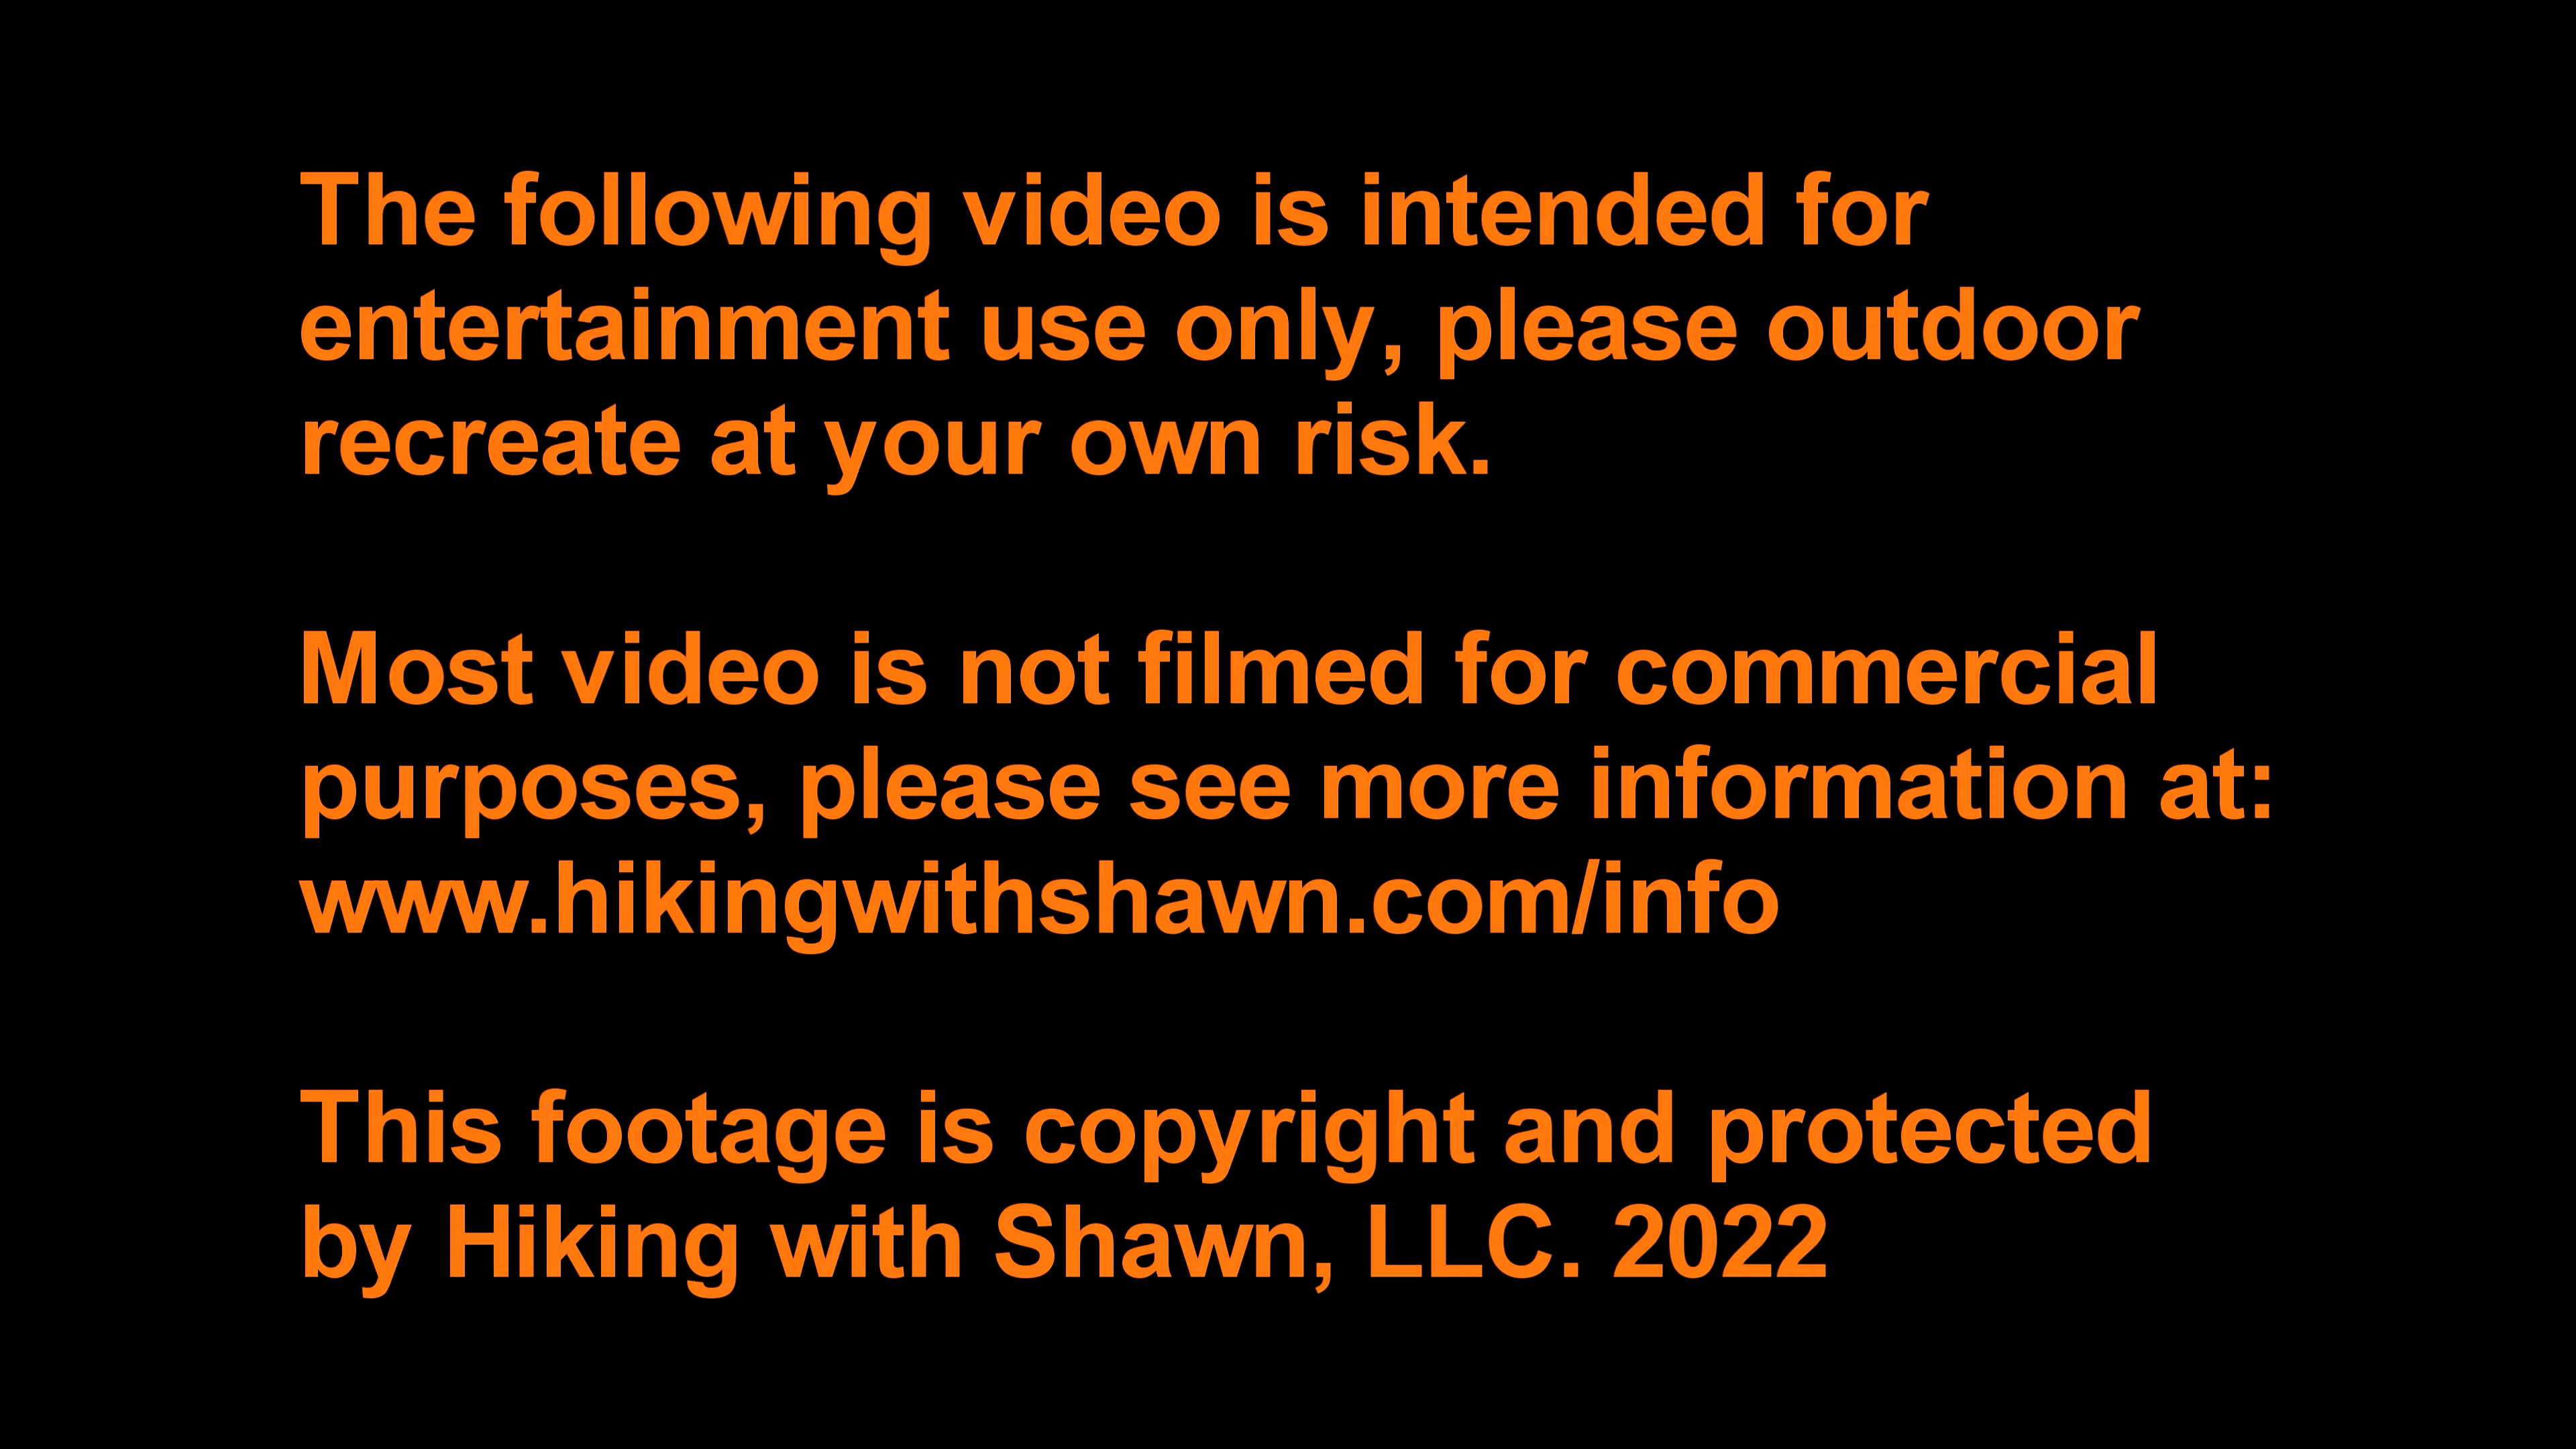 The following video is intended for
entertainment use only, please outdoor
recreate at your own risk.
Most video is not filmed for commercial
purposes, please see more information at:
www.hikingwithshawn.com/info
This footage is copyright and protected
by Hiking with Shawn, LLC. 2022